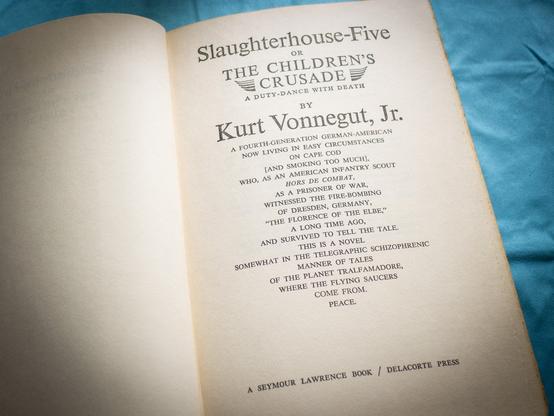 Slaughterhouse-Five
OR
THE CHILDREN'S
CRUSADE
A DUTY-DANCE WITH DEATH
BY
Kurt Vonnegut, Jr.
A FOURTH-GENERATION GERMAN-AMERICAN
NOW LIVING IN EASY CIRCUMSTANCES
ON CAPE COD
[AND SMOKING TOO MUCH],
WHO, AS AN AMERICAN INFANTRY SCOUT
HORS DE COMBAT,
AS A PRISONER OF WAR,
WITNESSED THE FIRE-BOMBING
OF DRESDEN, GERMANY,
"THE FLORENCE OF THE ELBE,"
A LONG TIME AGO,
AND SURVIVED TO TELL THE TALE.
THIS IS A NOVEL
SOMEWHAT IN THE TELEGRAPHIC SCHIZOPHRENIC
MANNER OF TALES
OF THE PLANET TRALFAMADORE,
WHERE THE FLYING SAUCERS
COME FROM.
PEACE.
A SEYMOUR LAWRENCE BOOK / DELACORTE PRESS